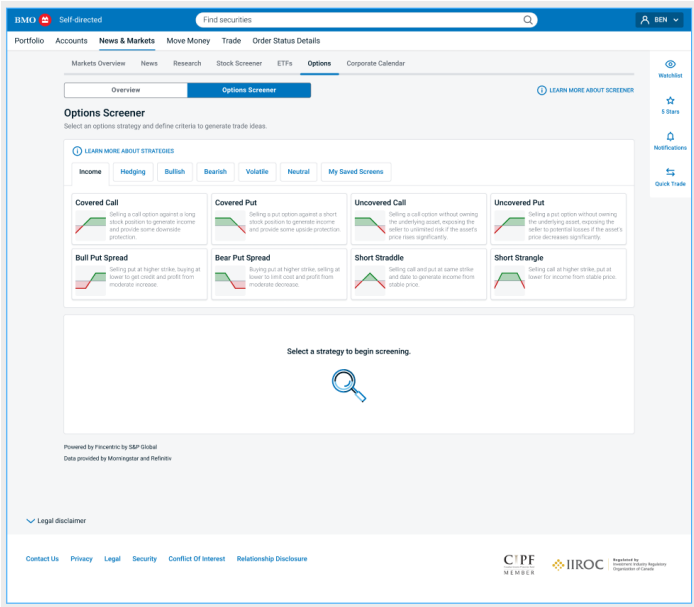 BMO Self-directed Find securities BEN
Portfolio Accounts News & Markets Move Money Trade Order Status Details
Markets Overview News Research Stock Screener ETFs Options Corporate Calendar
Watchlist
5 Stars
Notifications
Quick Trade
Overview Options Screener LEARN MORE ABOUT SCREENER
Options Screener
Select an options strategy and define criteria to generate trade ideas.
LEARN MORE ABOUT STRATEGIES
Income Hedging Bullish Bearish Volatile Neutral My Saved Screens
Covered Call
Selling a call option against a long
stock position to generate income
and provide some downside
protection.
Covered Put
Selling a put option against a short
stock position to generate income
and provide some upside protection.
Uncovered Call
Selling a call option without owning
the underlying asset, exposing the
seller to unlimited risk if the asset's
price rises significantly.
Uncovered Put
Selling a put option without owning
the underlying asset, exposing the
seller to potential losses if the asset's
price decreases significantly.
Bull Put Spread
Selling put at higher strike, buying at
lower to get credit and profit from
moderate increase.
Bear Put Spread
Buying put at higher strike, selling at
lower to limit cost and profit from
moderate decrease.
Short Straddle
Selling call and put at same strike
and date to generate income from
stable price.
Short Strangle
Selling call at higher strike, put at
lower for income from stable price.
Select a strategy to begin screening.
Powered by Fincentric by S&P Global
Data provided by Morningstar and Refinitiv
Legal disclaimer
Contact Us Privacy Legal Security Conflict Of Interest Relationship Disclosure
CIPF
MEMBER
IIROC
Regulated by
Investment Industry Regulatory
Organization of Canada